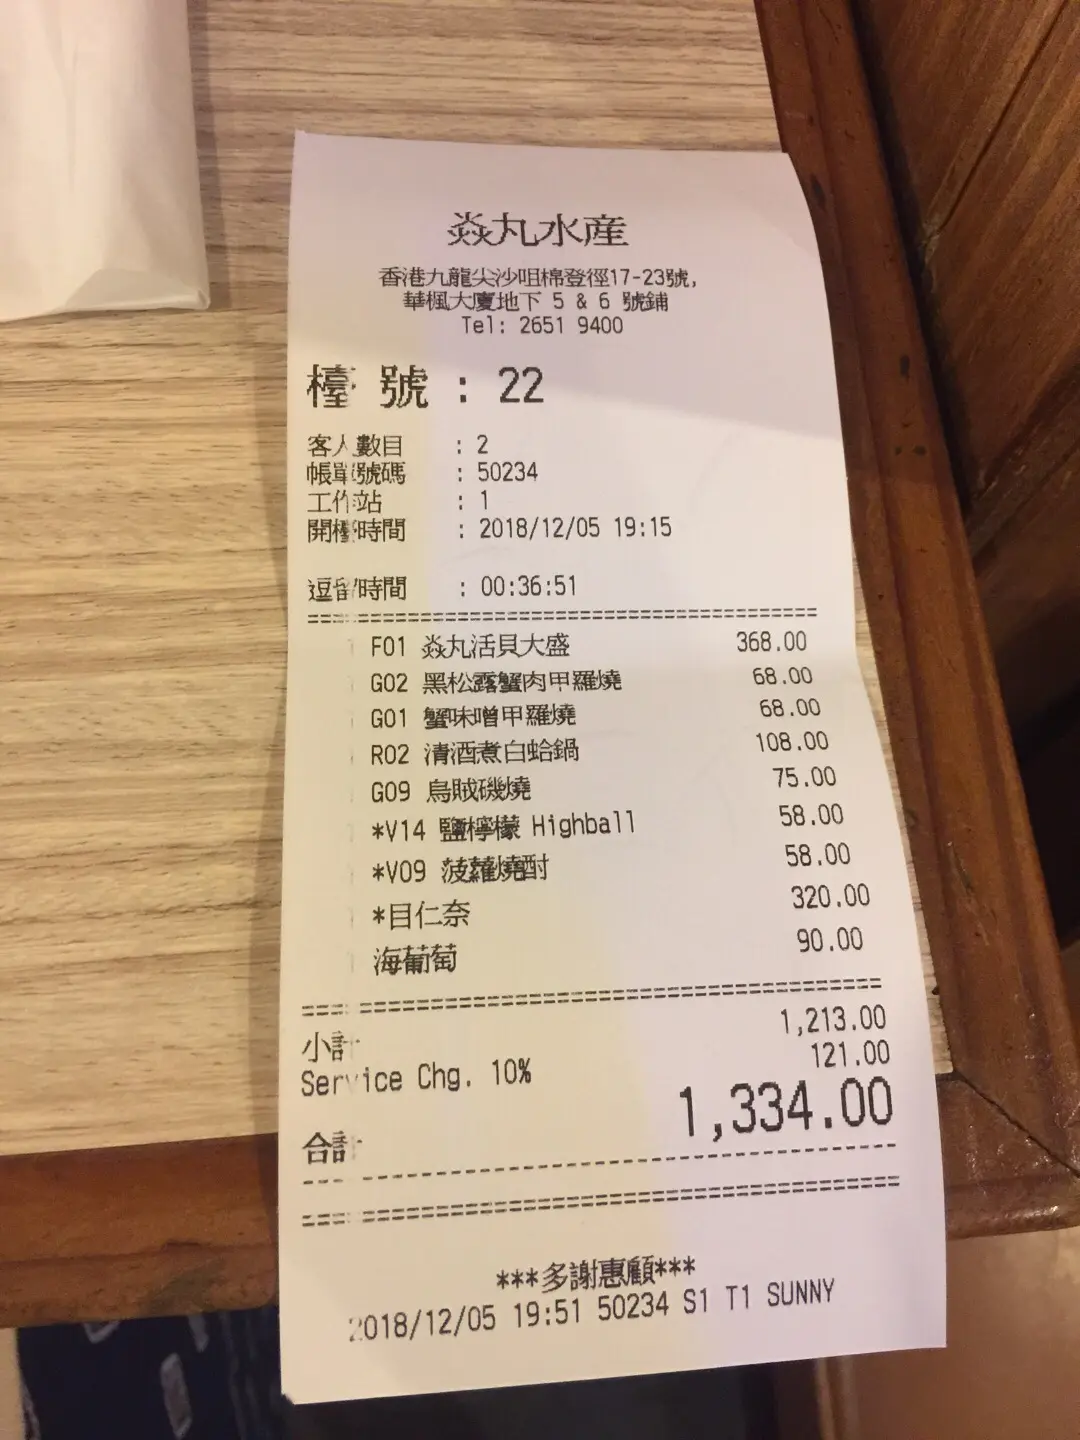 焱丸水産
香港九龍尖沙咀棉登徑17-23號,
華楓大廈地下 5 & 6 號鋪
Tel: 2651 9400
檯 號 : 22
客人數目 : 2
帳單號碼 : 50234
工作站 : 1
開檯時間 : 2018/12/05 19:15
逗留時間 : 00:36:51
F01 焱丸活貝大盛 368.00
G02 黑松露蟹肉甲羅燒 68.00
G01 蟹味噌甲羅燒 68.00
R02 清酒煮白蛤鍋 108.00
G09 烏賊磯燒 75.00
*V14 鹽檸檬 Highball 58.00
*V09 菠蘿燒酎 58.00
*目仁奈 320.00
海葡萄 90.00
小計 1,213.00
Service Chg. 10% 121.00
合計 1,334.00
***多謝惠顧***
2018/12/05 19:51 50234 S1 T1 SUNNY